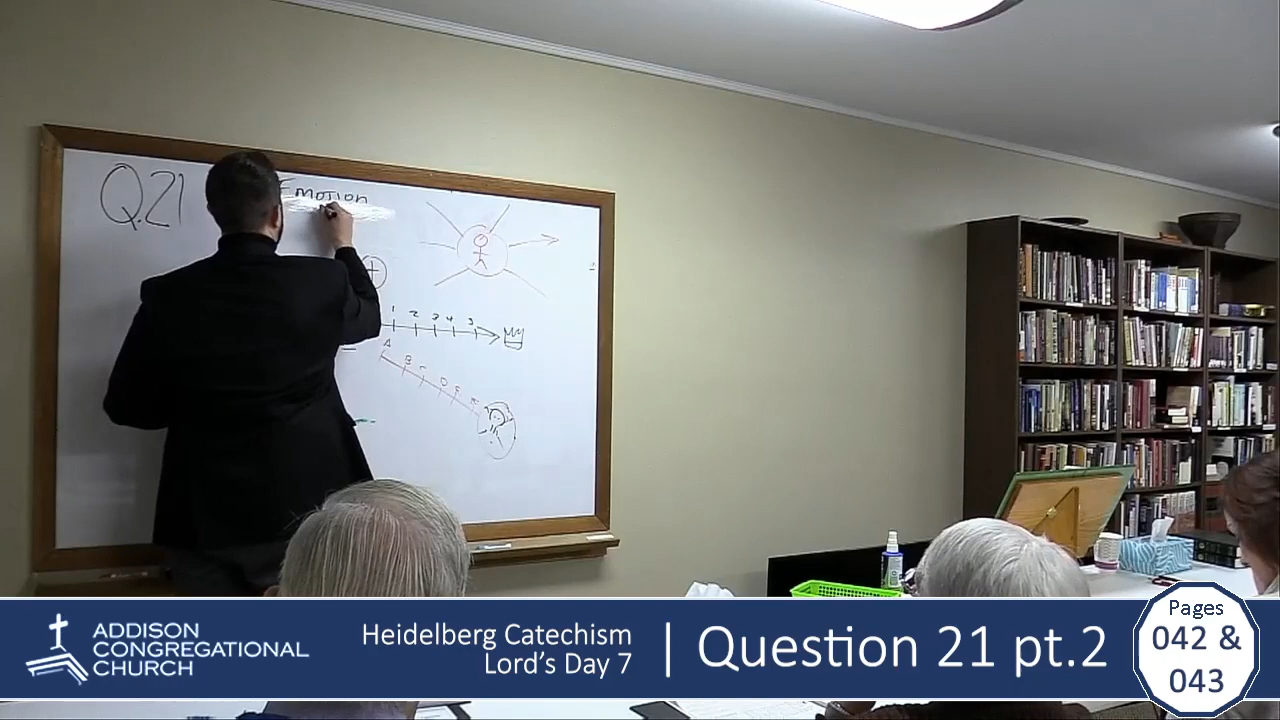 Q.21
Emotion
+
1 2 3 4 5
A B C D E F
ADDISON
CONGREGATIONAL
CHURCH
Heidelberg Catechism
Lord's Day 7
Question 21 pt.2
Pages
042 &
043